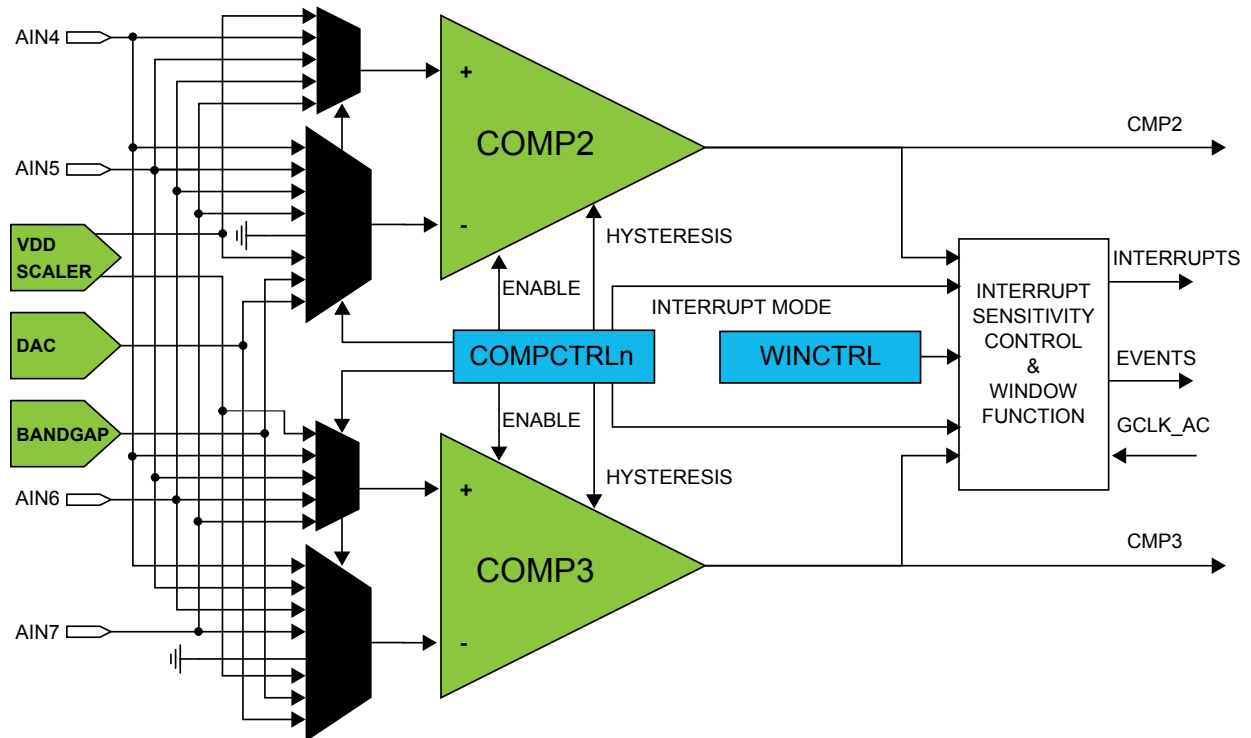 AIN4
+
COMP2
-
CMP2
AIN5
VDD
SCALER
HYSTERESIS
ENABLE
INTERRUPT MODE
INTERRUPTS
INTERRUPT
SENSITIVITY
CONTROL
&
WINDOW
FUNCTION
DAC
COMPCTRLn
WINCTRL
EVENTS
BANDGAP
ENABLE
GCLK_AC
HYSTERESIS
AIN6
+
COMP3
-
CMP3
AIN7